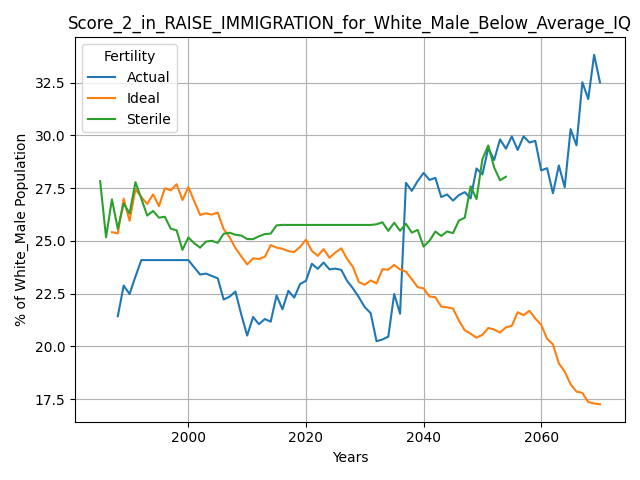 Score_2_in_RAISE_IMMIGRATION_for_White_Male_Below_Average_IQ
Fertility
Actual
Ideal
Sterile
% of White_Male Population
32.5
30.0
27.5
25.0
22.5
20.0
17.5
2000
2020
2040
2060
Years